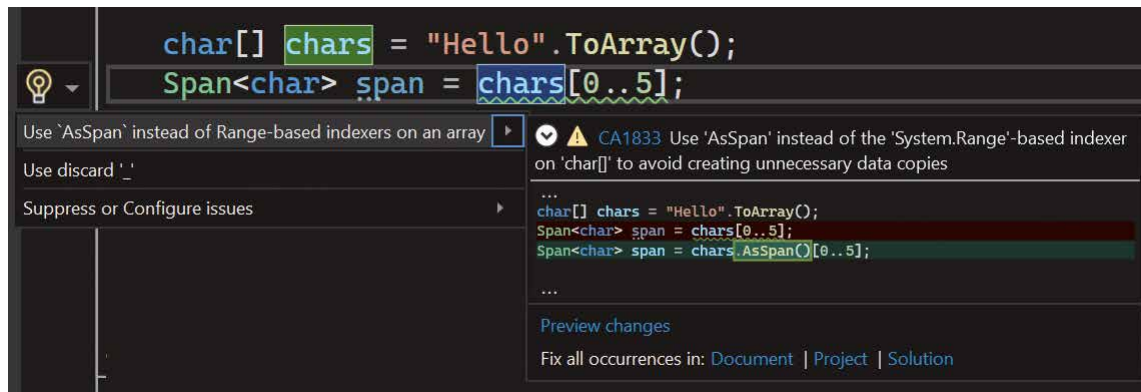 char[] chars = "Hello".ToArray();
Span<char> span = chars[0..5];
Use `AsSpan` instead of Range-based indexers on an array
Use discard '_'
Suppress or Configure issues
CA1833 Use 'AsSpan' instead of the 'System.Range'-based indexer
on 'char[]' to avoid creating unnecessary data copies
...
char[] chars = "Hello".ToArray();
Span<char> span = chars[0..5];
Span<char> span = chars.AsSpan()[0..5];
...
Preview changes
Fix all occurrences in: Document | Project | Solution